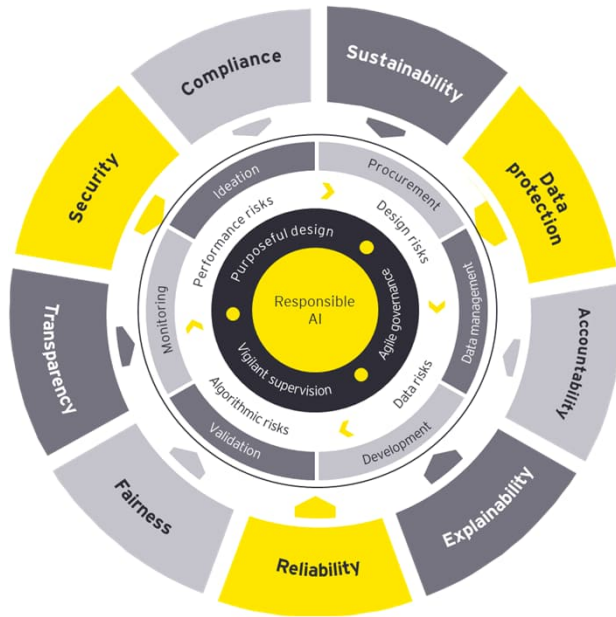 Compliance
Sustainability
Data
protection
Accountability
Explainability
Reliability
Fairness
Transparency
Security
Ideation
Procurement
Data management
Development
Validation
Monitoring
Performance risks
Design risks
Data risks
Algorithmic risks
Purposeful design
Agile governance
Vigilant supervision
Responsible
AI